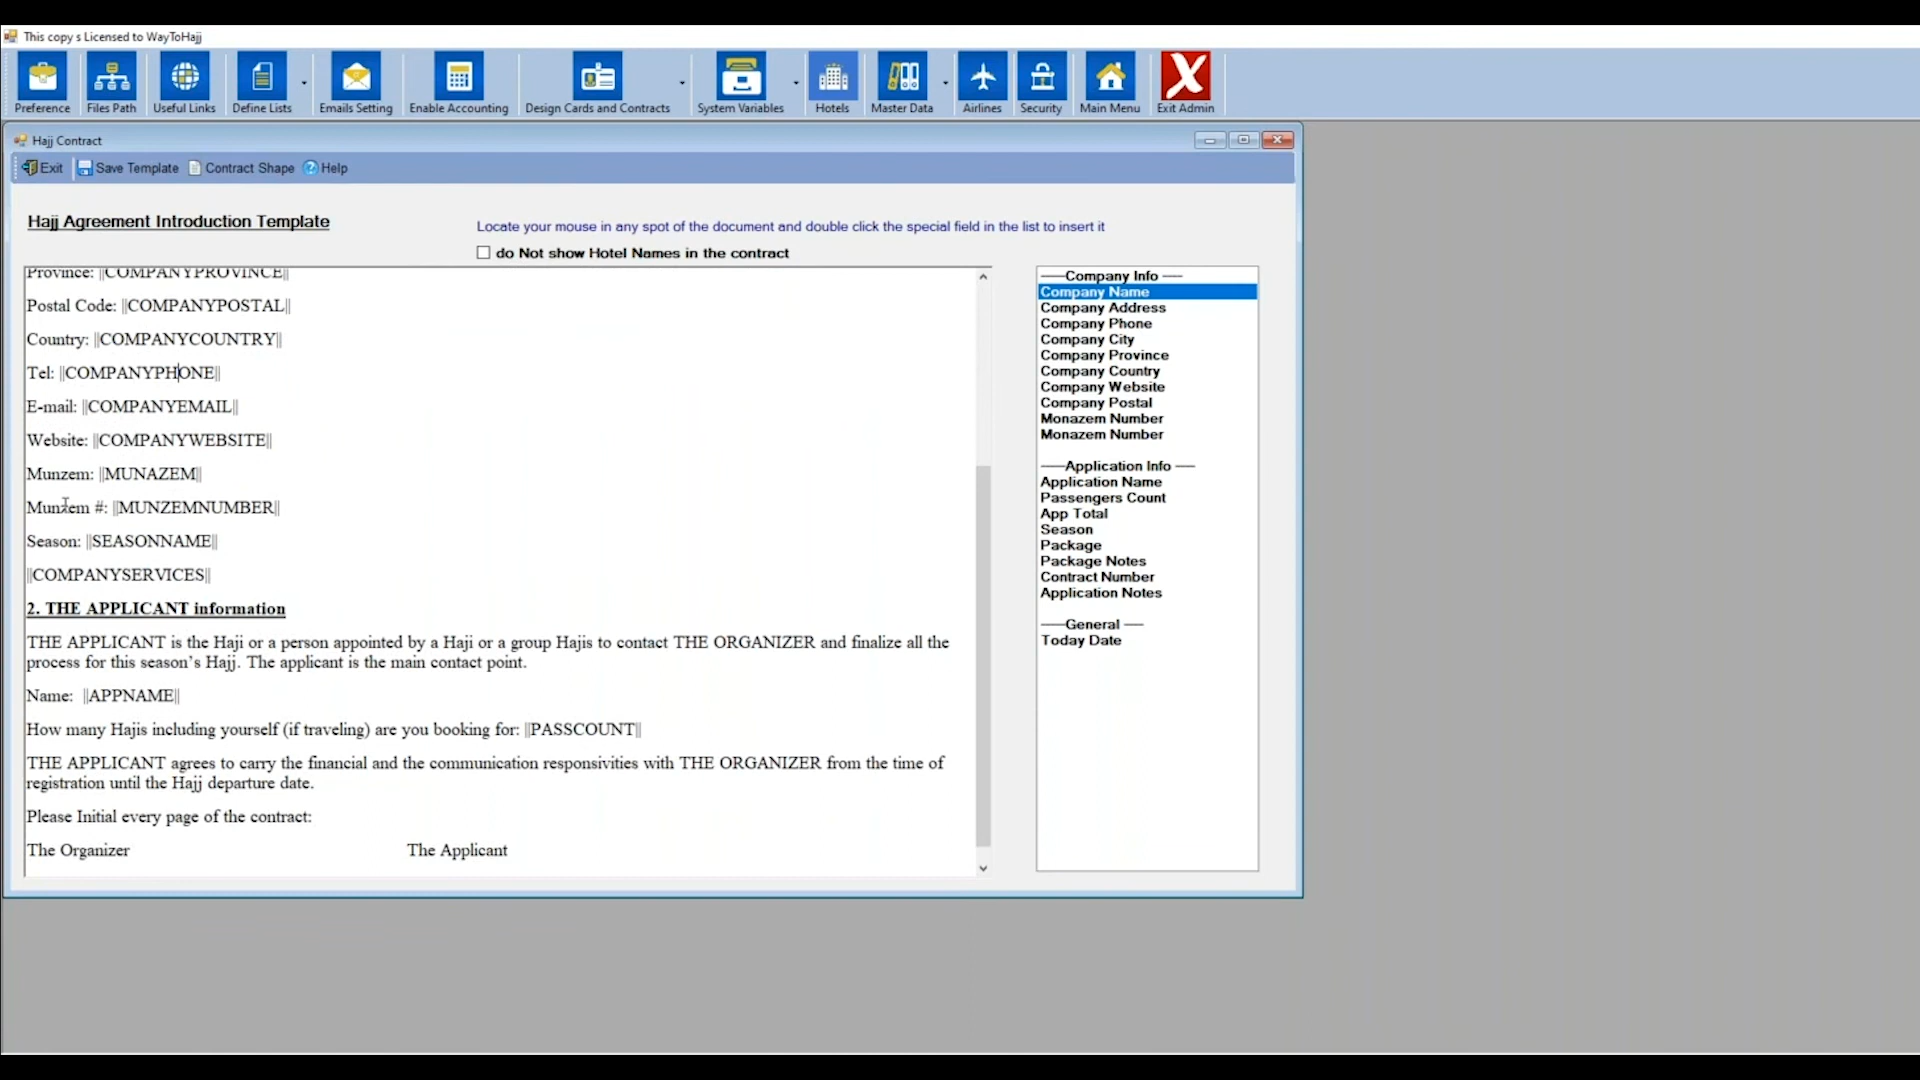 This copy s Licensed to WayToHajj
Preference
Files Path
Useful Links
Define Lists
Emails Setting
Enable Accounting
Design Cards and Contracts
System Variables
Hotels
Master Data
Airlines
Security
Main Menu
Exit Admin
Hajj Contract
Exit
Save Template
Contract Shape
Help
Hajj Agreement Introduction Template
Locate your mouse in any spot of the document and double click the special field in the list to insert it
do Not show Hotel Names in the contract
Province: ||COMPANYPROVINCE||
Postal Code: ||COMPANYPOSTAL||
Country: ||COMPANYCOUNTRY||
Tel: ||COMPANYPHONE||
E-mail: ||COMPANYEMAIL||
Website: ||COMPANYWEBSITE||
Munzem: ||MUNAZEM||
Munzem #: ||MUNZEMNUMBER||
Season: ||SEASONNAME||
||COMPANYSERVICES||
2. THE APPLICANT information
THE APPLICANT is the Haji or a person appointed by a Haji or a group Hajis to contact THE ORGANIZER and finalize all the
process for this season’s Hajj. The applicant is the main contact point.
Name: ||APPNAME||
How many Hajis including yourself (if traveling) are you booking for: ||PASSCOUNT||
THE APPLICANT agrees to carry the financial and the communication responsivities with THE ORGANIZER from the time of
registration until the Hajj departure date.
Please Initial every page of the contract:
The Organizer The Applicant
-----Company Info -----
Company Name
Company Address
Company Phone
Company City
Company Province
Company Country
Company Website
Company Postal
Monazem Number
Monazem Number
-----Application Info -----
Application Name
Passengers Count
App Total
Season
Package
Package Notes
Contract Number
Application Notes
-----General -----
Today Date